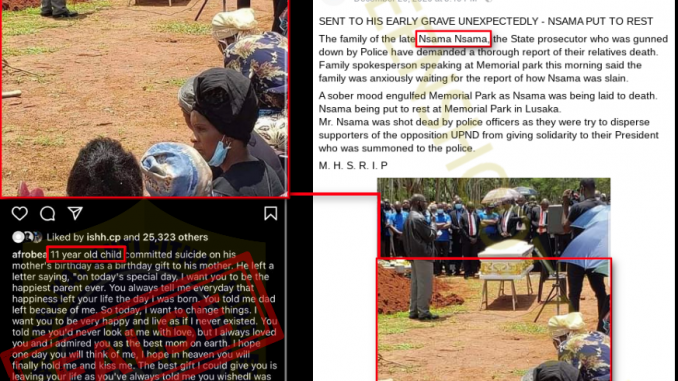 Liked by ishh.cp and 25,323 others
afrobea 11 year old child committed suicide on his
mother's birthday as a birthday gift to his mother. He left a
letter saying, "on today's special day, I want you to be the
happiest parent ever. You always tell me everyday that
happiness left your life the day I was born. You told me dad
left because of me. So today, I want to change things. I
want you to be very happy and live as if I never existed. You
told me you'd never look at me with love, but I always loved
you and I admired you as the best mom on earth. I hope
one day you will think of me, I hope in heaven you will
finally hold me and kiss me. The best gift I could give you is
leaving your life as you've always told me you wishedI was
SENT TO HIS EARLY GRAVE UNEXPECTEDLY - NSAMA PUT TO REST
The family of the late Nsama Nsama, the State prosecutor who was gunned
down by Police have demanded a thorough report of their relatives death.
Family spokesperson speaking at Memorial park this morning said the
family was anxiously waiting for the report of how Nsama was slain.
A sober mood engulfed Memorial Park as Nsama was being laid to death.
Nsama being put to rest at Memorial Park in Lusaka.
Mr. Nsama was shot dead by police officers as they were try to disperse
supporters of the opposition UPND from giving solidarity to their President
who was summoned to the police.
M. H. S. R. I. P